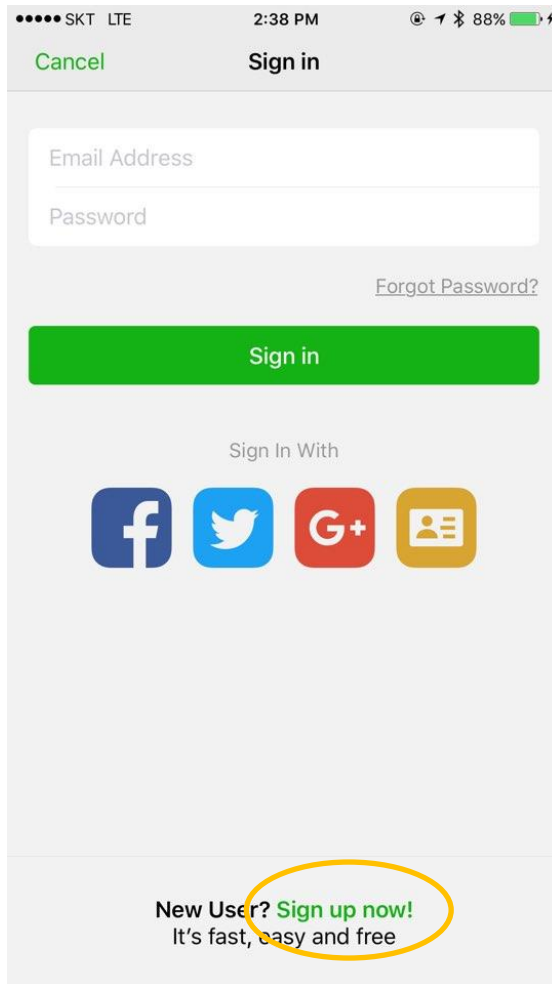 SKT LTE 2:38 PM 88%
Cancel Sign in
Email Address
Password
Forgot Password?
Sign in
Sign In With
f G+
New User? Sign up now!
It's fast, easy and free